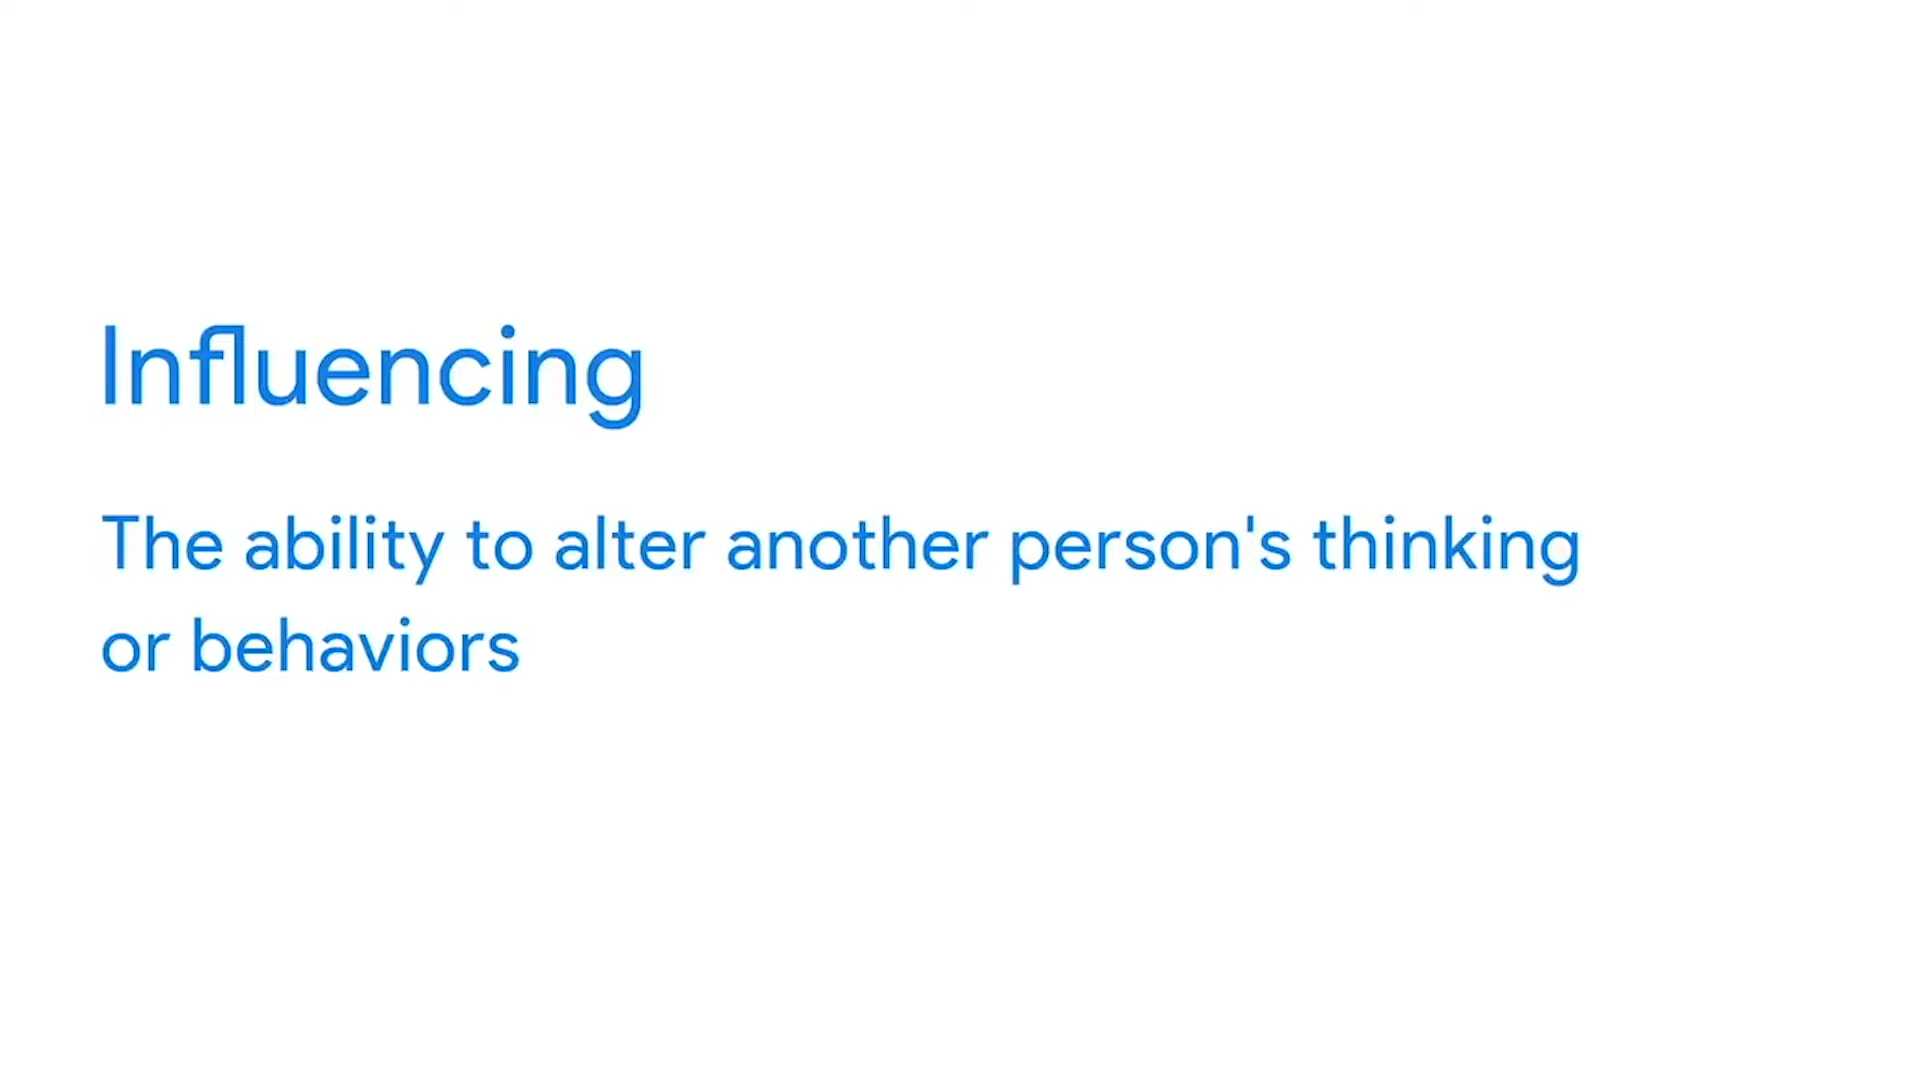 Influencing
The ability to alter another person's thinking
or behaviors